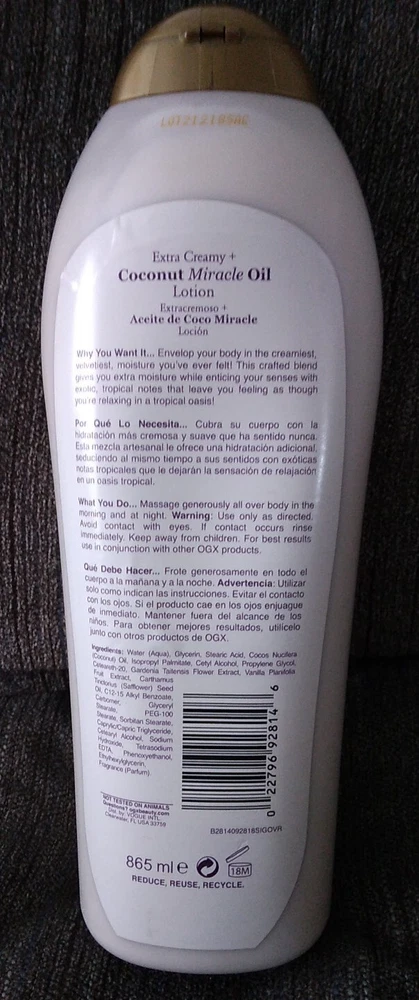 LOT212189AC
Extra Creamy +
Coconut Miracle Oil
Lotion
Extracremoso +
Aceite de Coco Miracle
Loción
Why You Want It... Envelop your body in the creamiest,
velvetiest, moisture you've ever felt! This crafted blend
gives you extra moisture while enticing your senses with
exotic, tropical notes that leave you feeling as though
you're relaxing in a tropical oasis!
Por Qué Lo Necesita... Cubra su cuerpo con la
hidratación más cremosa y suave que ha sentido nunca.
Esta mezcla artesanal le ofrece una hidratación adicional,
seduciendo al mismo tiempo a sus sentidos con exóticas
notas tropicales que le dejarán la sensación de relajación
en un oasis tropical.
What You Do... Massage generously all over body in the
morning and at night. Warning: Use only as directed.
Avoid contact with eyes. If contact occurs rinse
immediately. Keep away from children. For best results
use in conjunction with other OGX products.
Qué Debe Hacer... Frote generosamente en todo el
cuerpo a la mañana y a la noche. Advertencia: Utilizar
solo como indican las instrucciones. Evitar el contacto
con los ojos. Si el producto cae en los ojos enjuague
de inmediato. Mantener fuera del alcance de los
niños. Para obtener mejores resultados, utilícelo
junto con otros productos de OGX.
Ingredients: Water (Aqua), Glycerin, Stearic Acid, Cocos Nucifera
(Coconut) Oil, Isopropyl Palmitate, Cetyl Alcohol, Propylene Glycol,
Ceteareth-20, Gardenia Taitensis Flower Extract, Vanilla Planifolia
Fruit Extract, Carthamus
Tinctorius (Safflower) Seed
Oil, C12-15 Alkyl Benzoate,
Carbomer, Glyceryl
Stearate, PEG-100
Stearate, Sorbitan Stearate,
Caprylic/Capric Triglyceride,
Cetearyl Alcohol, Sodium
Hydroxide, Tetrasodium
EDTA, Phenoxyethanol,
Ethylhexylglycerin,
Fragrance (Parfum).
0 22796 92814 6
NOT TESTED ON ANIMALS
Questions? ogxbeauty.com
Dist. by: VOGUE INT'L
Clearwater, FL USA 33759
B28140928185IGOVR
865 ml e
18M
REDUCE, REUSE, RECYCLE.